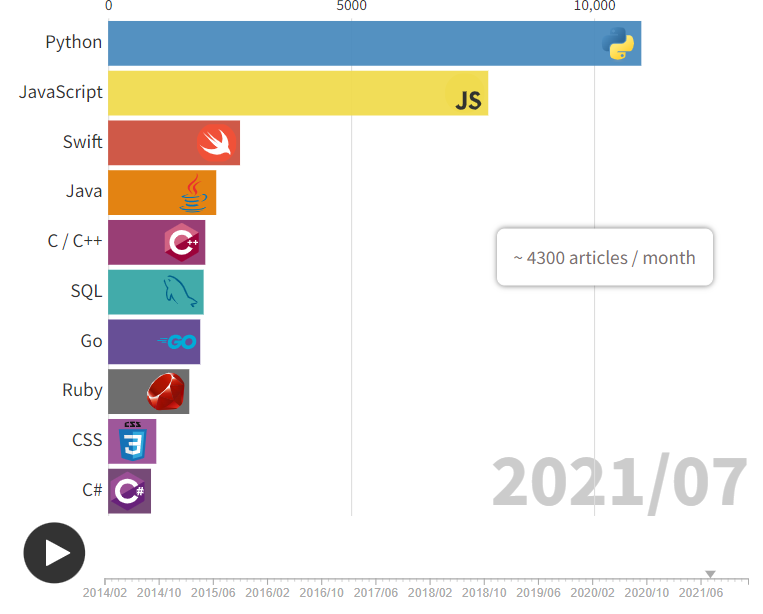 0 5000 10,000
Python
JavaScript JS
Swift
Java
C / C++ C++
~ 4300 articles / month
SQL
Go GO
Ruby
CSS CSS 3
C# C#
2021/07
2014/02 2014/10 2015/06 2016/02 2016/10 2017/06 2018/02 2018/10 2019/06 2020/02 2020/10 2021/06